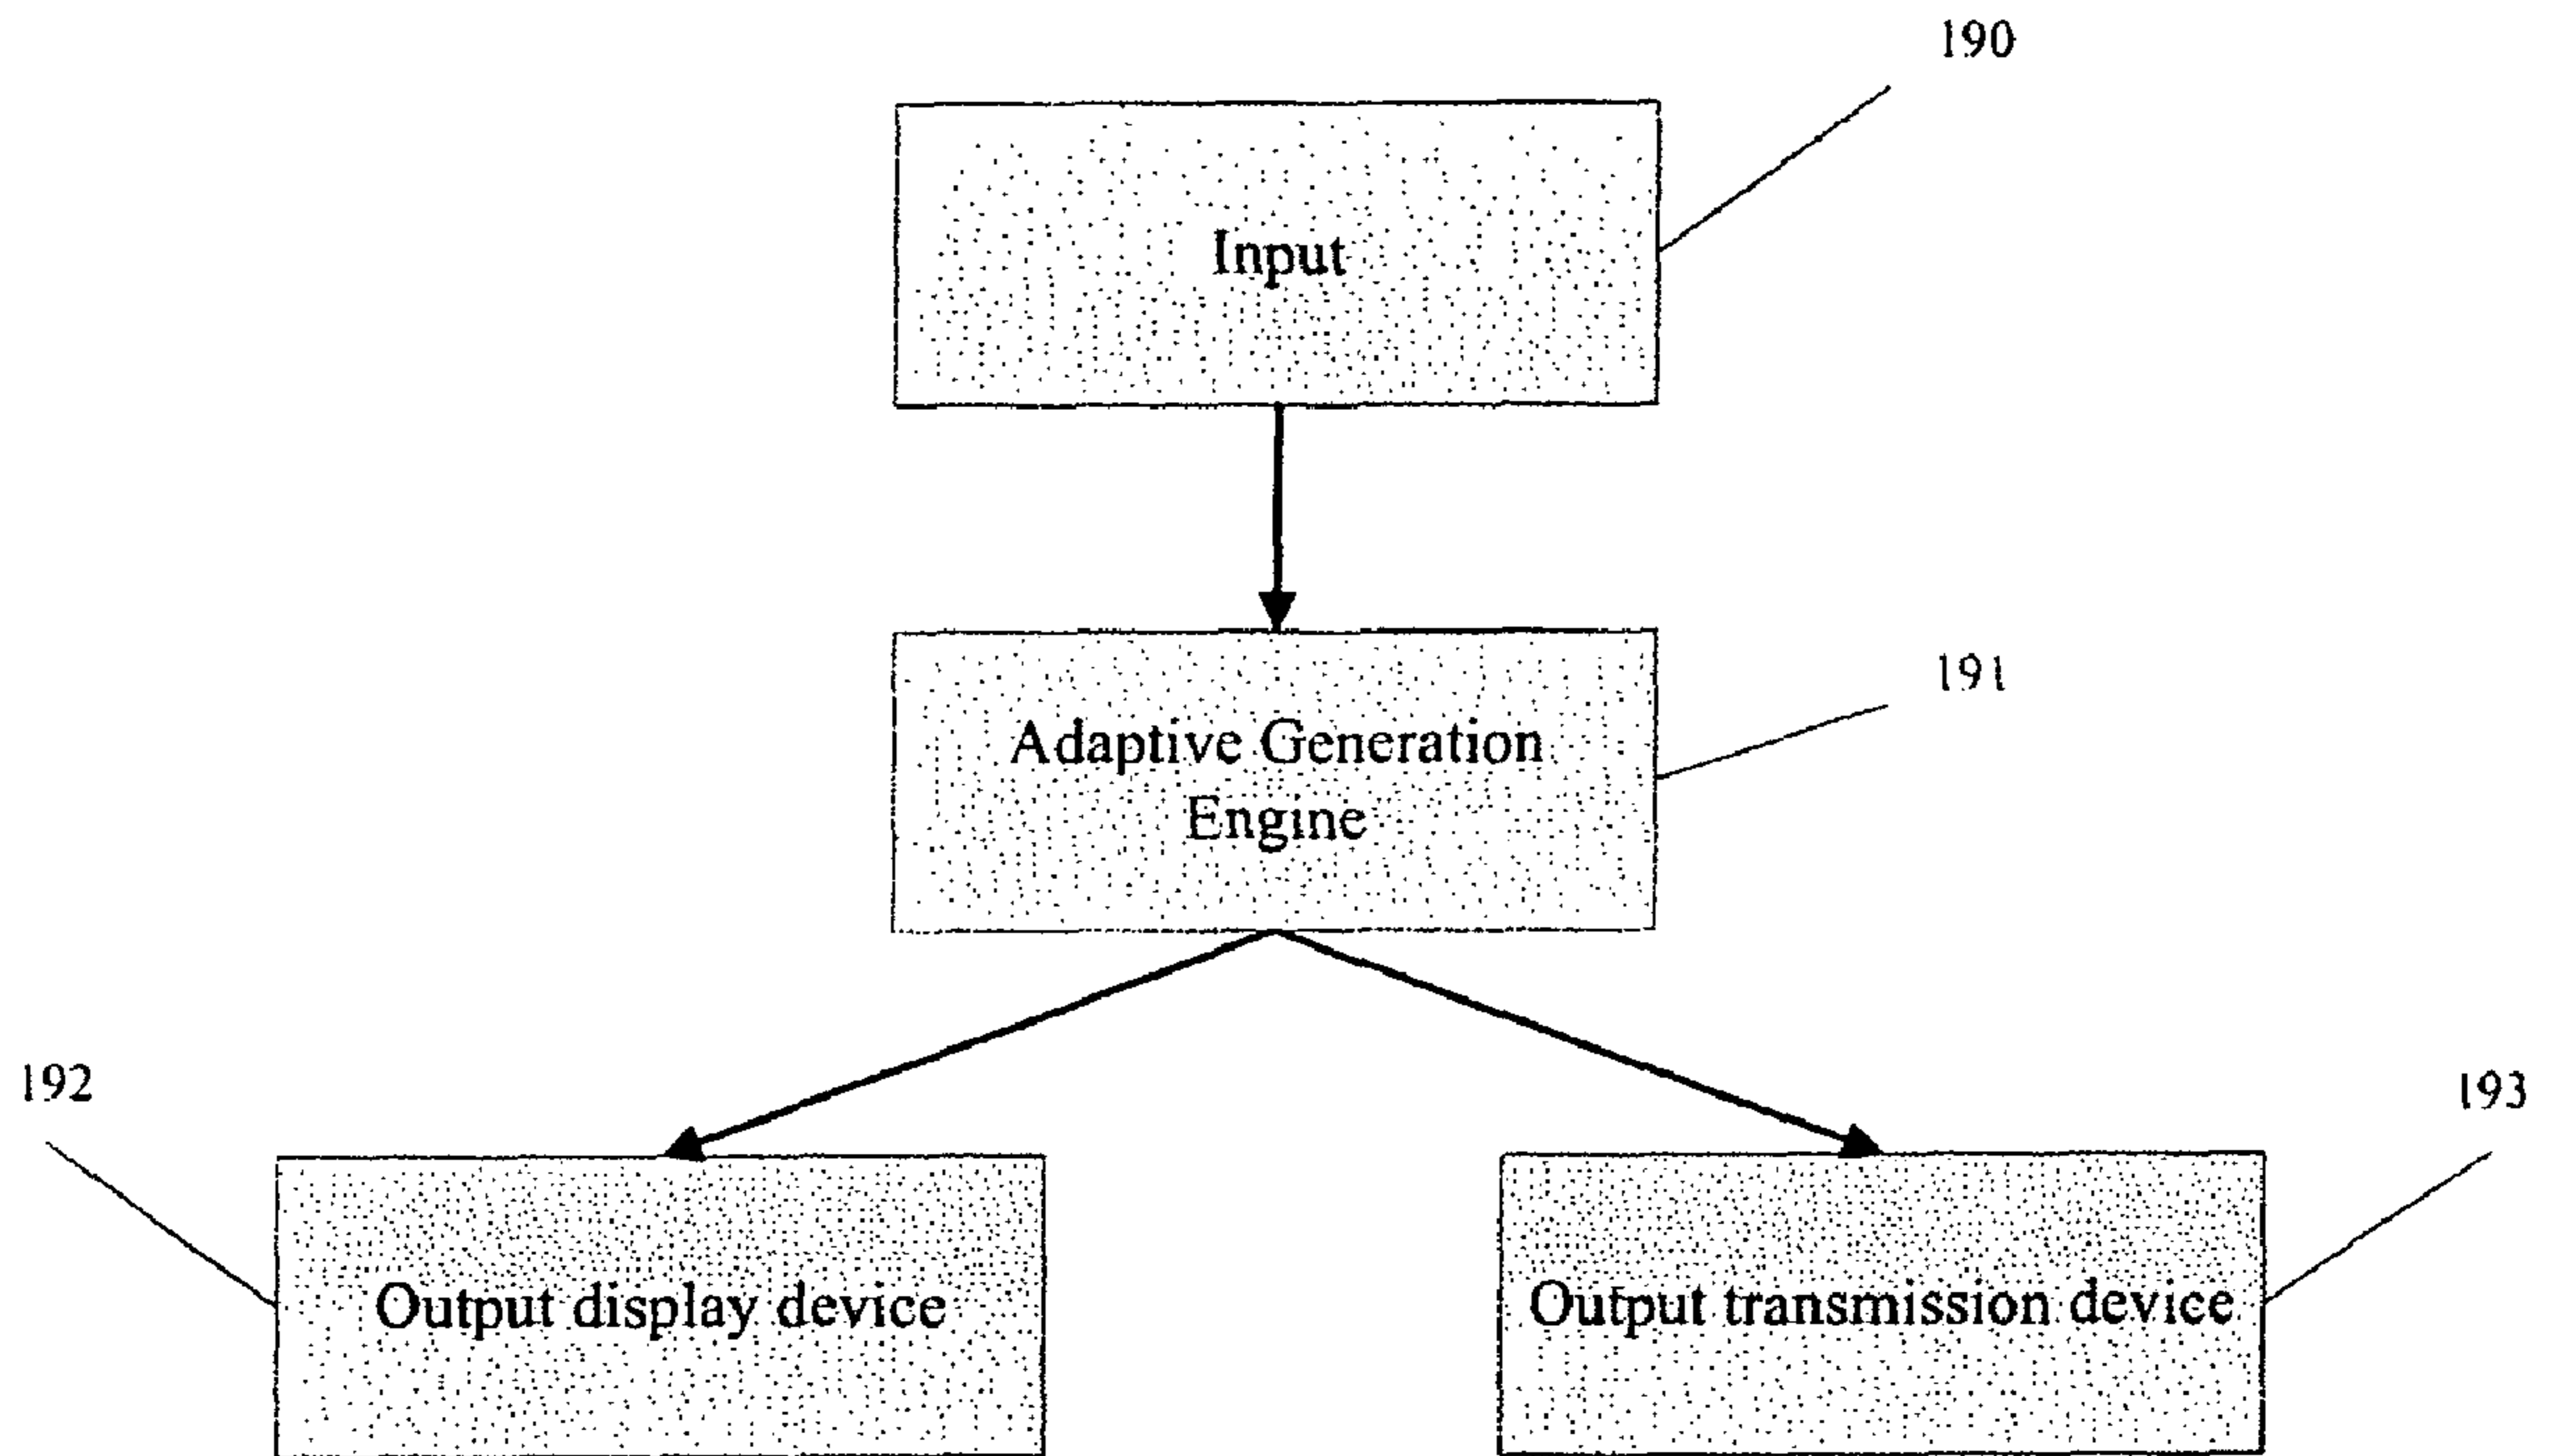 190
Input
191
Adaptive Generation
Engine
192
193
Output display device
Output transmission device